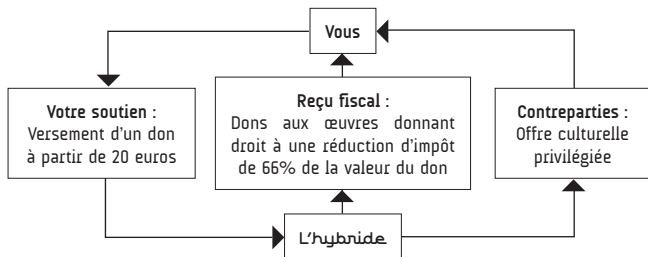 Vous
Votre soutien :
Versement d'un don
à partir de 20 euros
Reçu fiscal :
Dons aux œuvres donnant
droit à une réduction d'impôt
de 66% de la valeur du don
Contreparties :
Offre culturelle
privilégiée
L'hybride